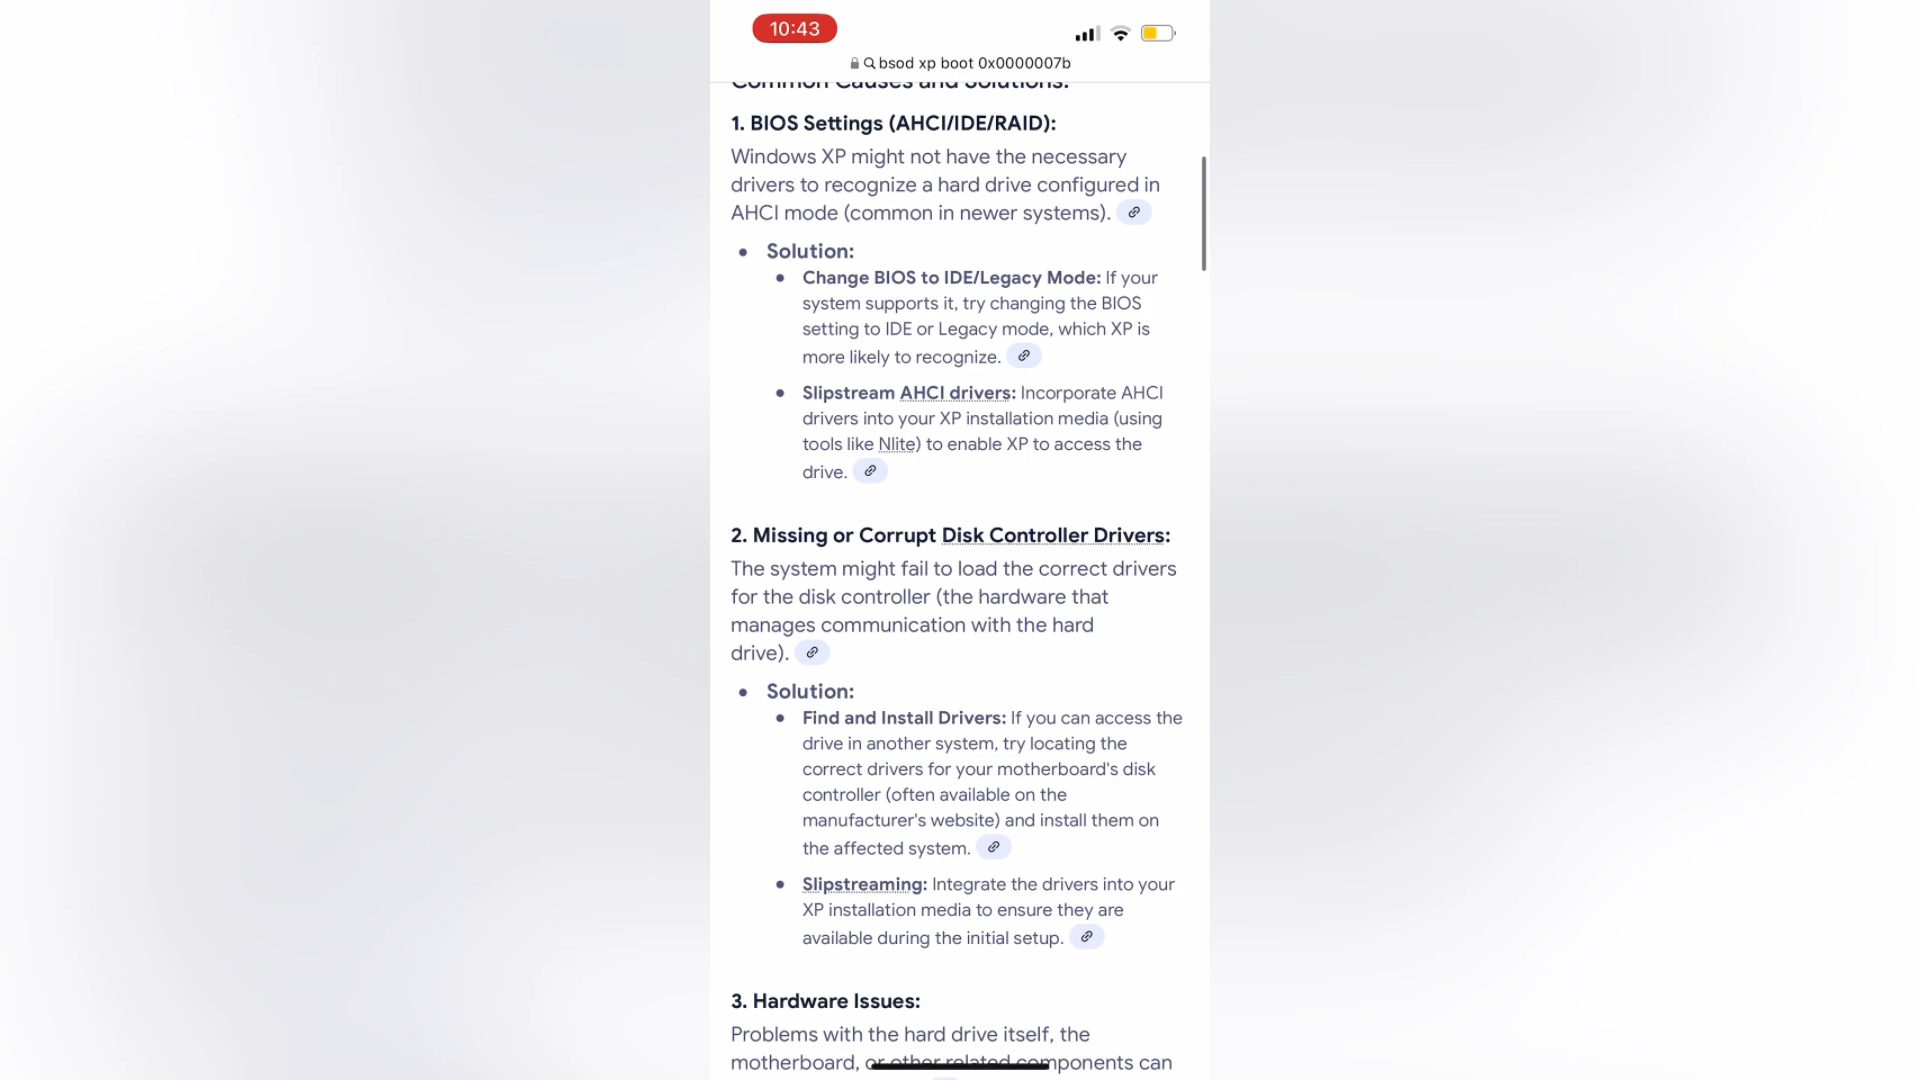 10:43
bsod xp boot 0x0000007b
Common Causes and Solutions:
1. BIOS Settings (AHCI/IDE/RAID):
Windows XP might not have the necessary
drivers to recognize a hard drive configured in
AHCI mode (common in newer systems).
• Solution:
• Change BIOS to IDE/Legacy Mode: If your
system supports it, try changing the BIOS
setting to IDE or Legacy mode, which XP is
more likely to recognize.
• Slipstream AHCI drivers: Incorporate AHCI
drivers into your XP installation media (using
tools like Nlite) to enable XP to access the
drive.
2. Missing or Corrupt Disk Controller Drivers:
The system might fail to load the correct drivers
for the disk controller (the hardware that
manages communication with the hard
drive).
• Solution:
• Find and Install Drivers: If you can access the
drive in another system, try locating the
correct drivers for your motherboard's disk
controller (often available on the
manufacturer's website) and install them on
the affected system.
• Slipstreaming: Integrate the drivers into your
XP installation media to ensure they are
available during the initial setup.
3. Hardware Issues:
Problems with the hard drive itself, the
motherboard, or other related components can